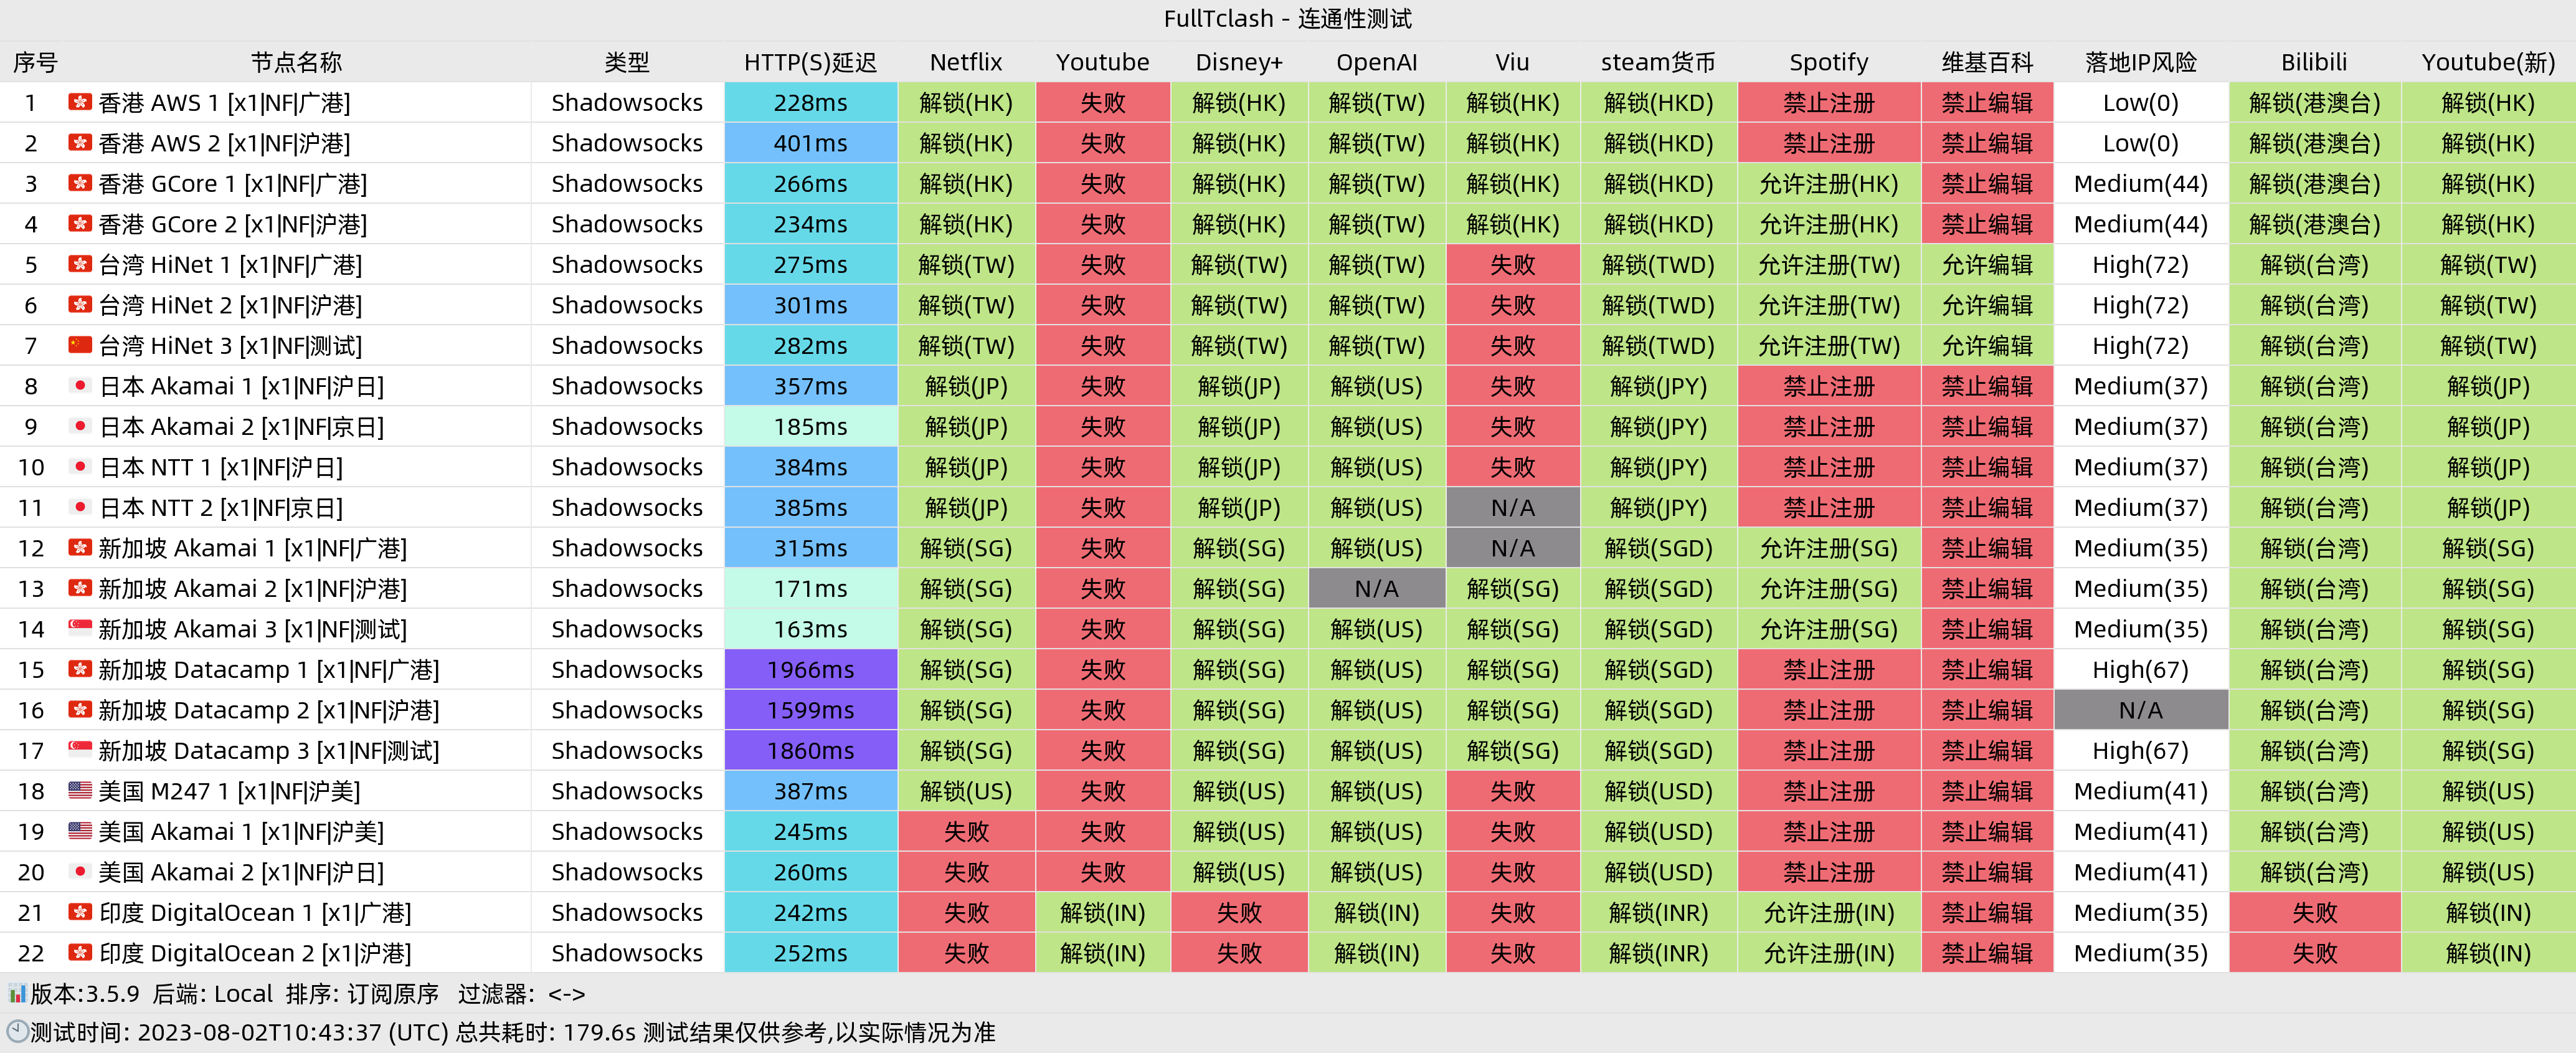 FullTclash - 连通性测试
序号 节点名称 类型 HTTP(S)延迟 Netflix Youtube Disney+ OpenAI Viu steam货币 Spotify 维基百科 落地IP风险 Bilibili Youtube(新)
1 香港 AWS 1 [x1|NF|广港] Shadowsocks 228ms 解锁(HK) 失败 解锁(HK) 解锁(TW) 解锁(HK) 解锁(HKD) 禁止注册 禁止编辑 Low(0) 解锁(港澳台) 解锁(HK)
2 香港 AWS 2 [x1|NF|沪港] Shadowsocks 401ms 解锁(HK) 失败 解锁(HK) 解锁(TW) 解锁(HK) 解锁(HKD) 禁止注册 禁止编辑 Low(0) 解锁(港澳台) 解锁(HK)
3 香港 GCore 1 [x1|NF|广港] Shadowsocks 266ms 解锁(HK) 失败 解锁(HK) 解锁(TW) 解锁(HK) 解锁(HKD) 允许注册(HK) 禁止编辑 Medium(44) 解锁(港澳台) 解锁(HK)
4 香港 GCore 2 [x1|NF|沪港] Shadowsocks 234ms 解锁(HK) 失败 解锁(HK) 解锁(TW) 解锁(HK) 解锁(HKD) 允许注册(HK) 禁止编辑 Medium(44) 解锁(港澳台) 解锁(HK)
5 台湾 HiNet 1 [x1|NF|广港] Shadowsocks 275ms 解锁(TW) 失败 解锁(TW) 解锁(TW) 失败 解锁(TWD) 允许注册(TW) 允许编辑 High(72) 解锁(台湾) 解锁(TW)
6 台湾 HiNet 2 [x1|NF|沪港] Shadowsocks 301ms 解锁(TW) 失败 解锁(TW) 解锁(TW) 失败 解锁(TWD) 允许注册(TW) 允许编辑 High(72) 解锁(台湾) 解锁(TW)
7 台湾 HiNet 3 [x1|NF|测试] Shadowsocks 282ms 解锁(TW) 失败 解锁(TW) 解锁(TW) 失败 解锁(TWD) 允许注册(TW) 允许编辑 High(72) 解锁(台湾) 解锁(TW)
8 日本 Akamai 1 [x1|NF|沪日] Shadowsocks 357ms 解锁(JP) 失败 解锁(JP) 解锁(US) 失败 解锁(JPY) 禁止注册 禁止编辑 Medium(37) 解锁(台湾) 解锁(JP)
9 日本 Akamai 2 [x1|NF|京日] Shadowsocks 185ms 解锁(JP) 失败 解锁(JP) 解锁(US) 失败 解锁(JPY) 禁止注册 禁止编辑 Medium(37) 解锁(台湾) 解锁(JP)
10 日本 NTT 1 [x1|NF|沪日] Shadowsocks 384ms 解锁(JP) 失败 解锁(JP) 解锁(US) 失败 解锁(JPY) 禁止注册 禁止编辑 Medium(37) 解锁(台湾) 解锁(JP)
11 日本 NTT 2 [x1|NF|京日] Shadowsocks 385ms 解锁(JP) 失败 解锁(JP) 解锁(US) N/A 解锁(JPY) 禁止注册 禁止编辑 Medium(37) 解锁(台湾) 解锁(JP)
12 新加坡 Akamai 1 [x1|NF|广港] Shadowsocks 315ms 解锁(SG) 失败 解锁(SG) 解锁(US) N/A 解锁(SGD) 允许注册(SG) 禁止编辑 Medium(35) 解锁(台湾) 解锁(SG)
13 新加坡 Akamai 2 [x1|NF|沪港] Shadowsocks 171ms 解锁(SG) 失败 解锁(SG) N/A 解锁(SG) 解锁(SGD) 允许注册(SG) 禁止编辑 Medium(35) 解锁(台湾) 解锁(SG)
14 新加坡 Akamai 3 [x1|NF|测试] Shadowsocks 163ms 解锁(SG) 失败 解锁(SG) 解锁(US) 解锁(SG) 解锁(SGD) 允许注册(SG) 禁止编辑 Medium(35) 解锁(台湾) 解锁(SG)
15 新加坡 Datacamp 1 [x1|NF|广港] Shadowsocks 1966ms 解锁(SG) 失败 解锁(SG) 解锁(US) 解锁(SG) 解锁(SGD) 禁止注册 禁止编辑 High(67) 解锁(台湾) 解锁(SG)
16 新加坡 Datacamp 2 [x1|NF|沪港] Shadowsocks 1599ms 解锁(SG) 失败 解锁(SG) 解锁(US) 解锁(SG) 解锁(SGD) 禁止注册 禁止编辑 N/A 解锁(台湾) 解锁(SG)
17 新加坡 Datacamp 3 [x1|NF|测试] Shadowsocks 1860ms 解锁(SG) 失败 解锁(SG) 解锁(US) 解锁(SG) 解锁(SGD) 禁止注册 禁止编辑 High(67) 解锁(台湾) 解锁(SG)
18 美国 M247 1 [x1|NF|沪美] Shadowsocks 387ms 解锁(US) 失败 解锁(US) 解锁(US) 失败 解锁(USD) 禁止注册 禁止编辑 Medium(41) 解锁(台湾) 解锁(US)
19 美国 Akamai 1 [x1|NF|沪美] Shadowsocks 245ms 失败 失败 解锁(US) 解锁(US) 失败 解锁(USD) 禁止注册 禁止编辑 Medium(41) 解锁(台湾) 解锁(US)
20 美国 Akamai 2 [x1|NF|沪日] Shadowsocks 260ms 失败 失败 解锁(US) 解锁(US) 失败 解锁(USD) 禁止注册 禁止编辑 Medium(41) 解锁(台湾) 解锁(US)
21 印度 DigitalOcean 1 [x1|广港] Shadowsocks 242ms 失败 解锁(IN) 失败 解锁(IN) 失败 解锁(INR) 允许注册(IN) 禁止编辑 Medium(35) 失败 解锁(IN)
22 印度 DigitalOcean 2 [x1|沪港] Shadowsocks 252ms 失败 解锁(IN) 失败 解锁(IN) 失败 解锁(INR) 允许注册(IN) 禁止编辑 Medium(35) 失败 解锁(IN)
版本:3.5.9 后端: Local 排序: 订阅原序 过滤器: <->
测试时间: 2023-08-02T10:43:37 (UTC) 总共耗时: 179.6s 测试结果仅供参考,以实际情况为准